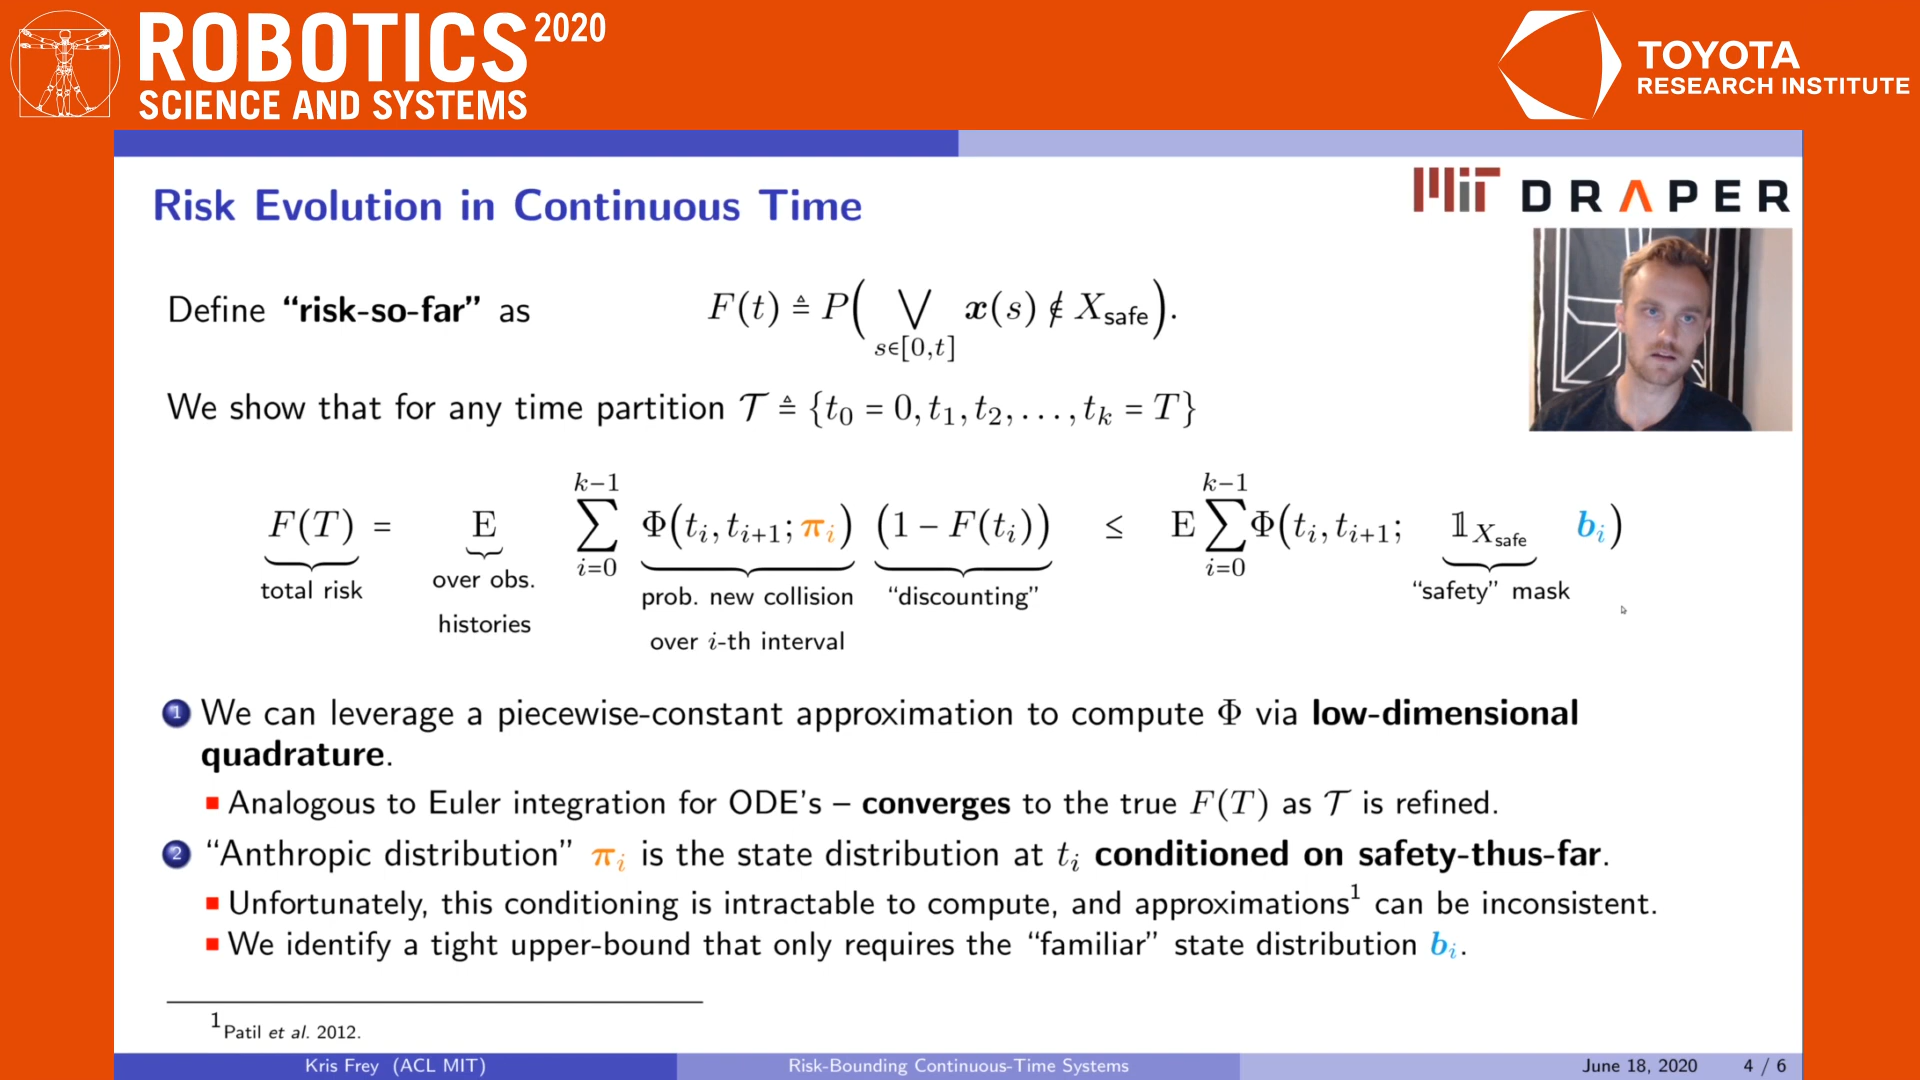 ROBOTICS 2020
SCIENCE AND SYSTEMS
TOYOTA
RESEARCH INSTITUTE
Risk Evolution in Continuous Time
MIT DRAPER
Define “risk-so-far” as F(t) ≜ P( ⋁_{s∈[0,t]} x(s) ∉ X_safe ).
We show that for any time partition 𝒯 ≜ {t_0 = 0, t_1, t_2, . . . , t_k = T}
F(T) = E ∑_{i=0}^{k−1} Φ(t_i, t_{i+1}; π_i) (1 − F(t_i)) ≤ E ∑_{i=0}^{k−1} Φ(t_i, t_{i+1}; 𝟙_{X_safe} b_i)
total risk
over obs.
histories
prob. new collision
over i-th interval
“discounting”
“safety” mask
1 We can leverage a piecewise-constant approximation to compute Φ via low-dimensional
quadrature.
Analogous to Euler integration for ODE’s – converges to the true F(T) as 𝒯 is refined.
2 “Anthropic distribution” π_i is the state distribution at t_i conditioned on safety-thus-far.
Unfortunately, this conditioning is intractable to compute, and approximations¹ can be inconsistent.
We identify a tight upper-bound that only requires the “familiar” state distribution b_i.
¹Patil et al. 2012.
Kris Frey (ACL MIT)
Risk-Bounding Continuous-Time Systems
June 18, 2020 4 / 6